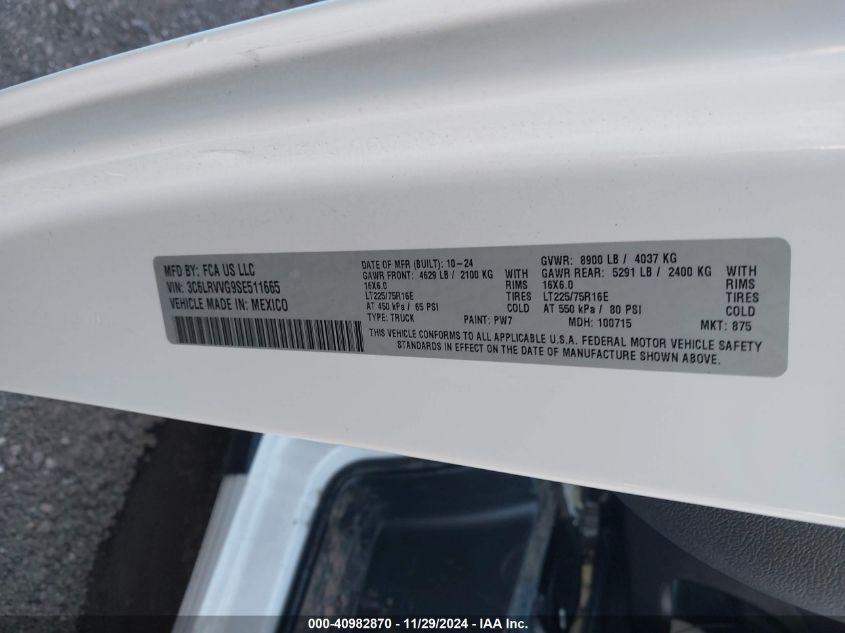 MFD BY: FCA US LLC
VIN: 3C6LRVVG9SE511665
VEHICLE MADE IN: MEXICO
DATE OF MFR (BUILT): 10-24
GAWR FRONT: 4629 LB / 2100 KG WITH
16X6.0 RIMS
LT225/75R16E TIRES
AT 450 kPa / 65 PSI COLD
TYPE: TRUCK PAINT: PW7
GVWR: 8900 LB / 4037 KG
GAWR REAR: 5291 LB / 2400 KG WITH
16X6.0 RIMS
LT225/75R16E TIRES
AT 550 kPa / 80 PSI COLD
MDH: 100715 MKT: 875
THIS VEHICLE CONFORMS TO ALL APPLICABLE U.S.A. FEDERAL MOTOR VEHICLE SAFETY
STANDARDS IN EFFECT ON THE DATE OF MANUFACTURE SHOWN ABOVE.
000-40982870 - 11/29/2024 - IAA Inc.